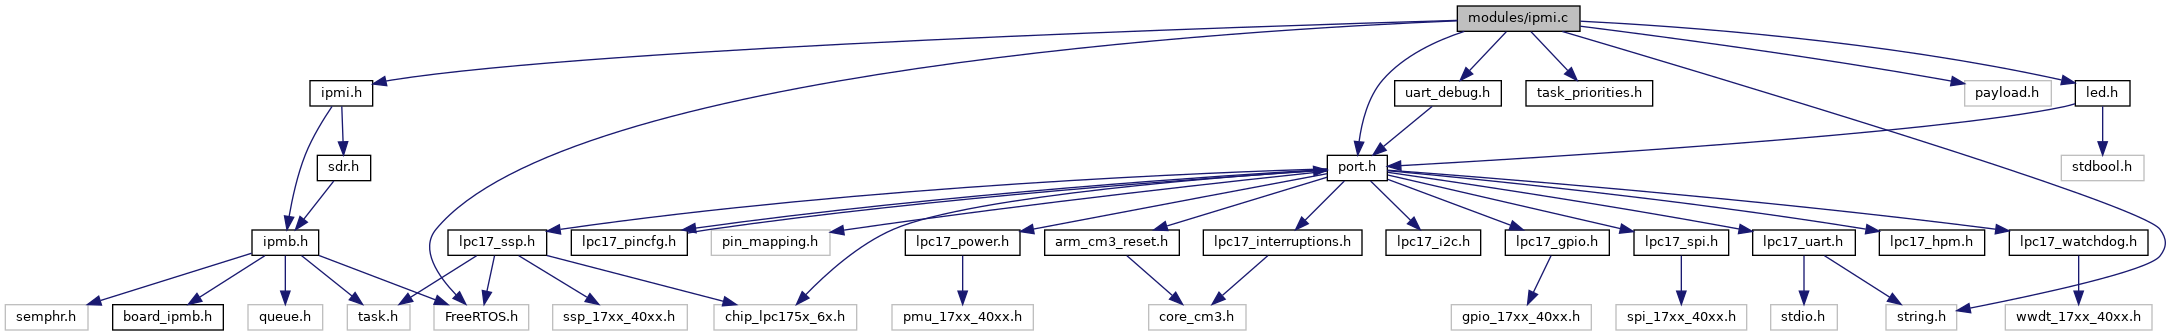 modules/ipmi.c
ipmi.h
uart_debug.h
task_priorities.h
payload.h
led.h
sdr.h
port.h
stdbool.h
ipmb.h
lpc17_ssp.h
lpc17_pincfg.h
pin_mapping.h
lpc17_power.h
arm_cm3_reset.h
lpc17_interruptions.h
lpc17_i2c.h
lpc17_gpio.h
lpc17_spi.h
lpc17_uart.h
lpc17_hpm.h
lpc17_watchdog.h
semphr.h
board_ipmb.h
queue.h
task.h
FreeRTOS.h
ssp_17xx_40xx.h
chip_lpc175x_6x.h
pmu_17xx_40xx.h
core_cm3.h
gpio_17xx_40xx.h
spi_17xx_40xx.h
stdio.h
string.h
wwdt_17xx_40xx.h